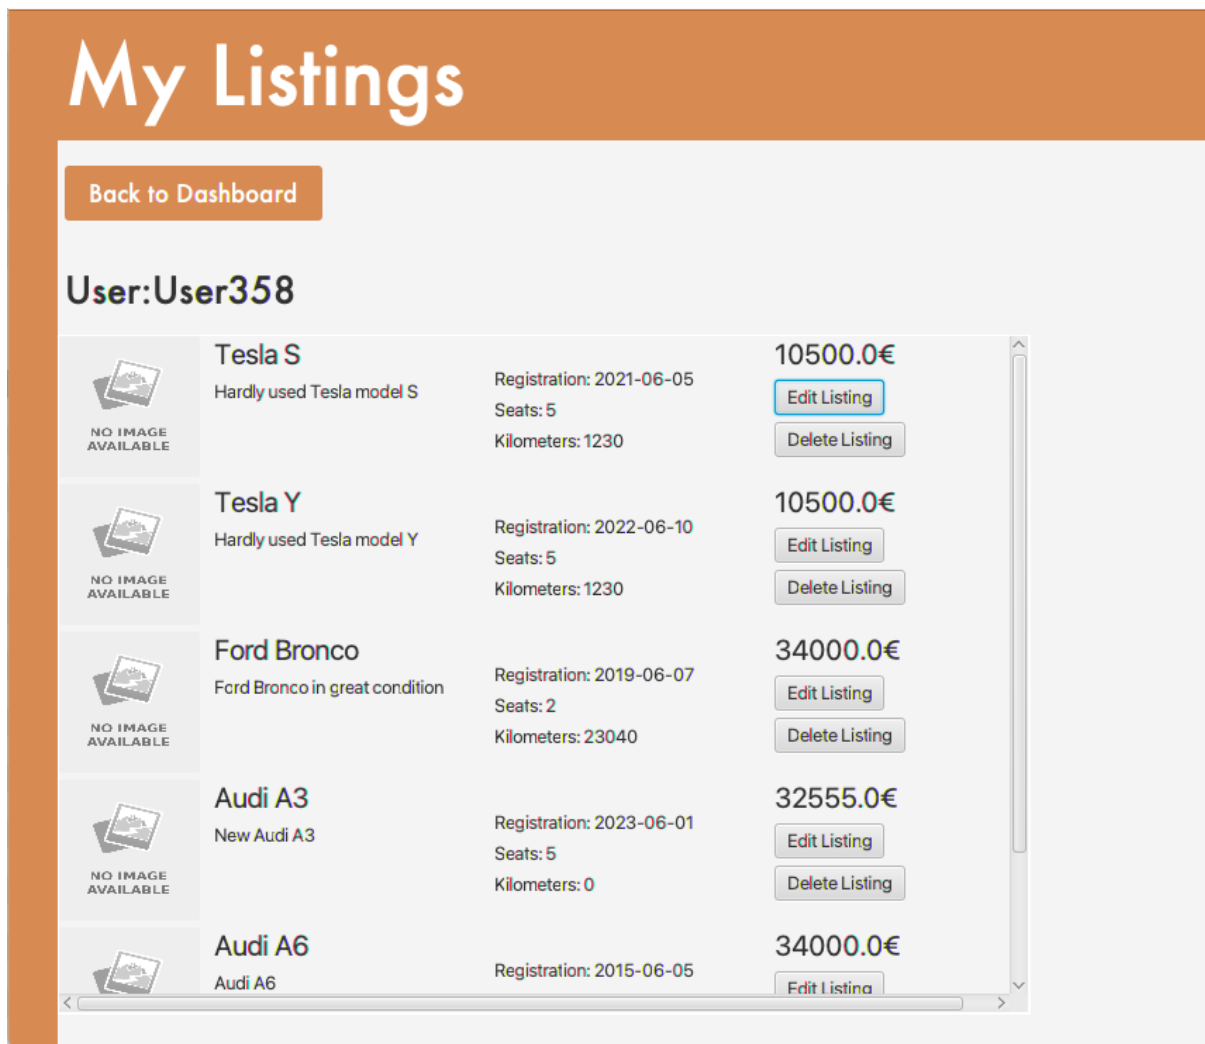 My Listings
Back to Dashboard
User:User358
NO IMAGE
AVAILABLE
Tesla S
Hardly used Tesla model S
Registration: 2021-06-05
Seats: 5
Kilometers: 1230
10500.0€
Edit Listing
Delete Listing
NO IMAGE
AVAILABLE
Tesla Y
Hardly used Tesla model Y
Registration: 2022-06-10
Seats: 5
Kilometers: 1230
10500.0€
Edit Listing
Delete Listing
NO IMAGE
AVAILABLE
Ford Bronco
Ford Bronco in great condition
Registration: 2019-06-07
Seats: 2
Kilometers: 23040
34000.0€
Edit Listing
Delete Listing
NO IMAGE
AVAILABLE
Audi A3
New Audi A3
Registration: 2023-06-01
Seats: 5
Kilometers: 0
32555.0€
Edit Listing
Delete Listing
Audi A6
Audi A6
Registration: 2015-06-05
34000.0€
Edit Listing